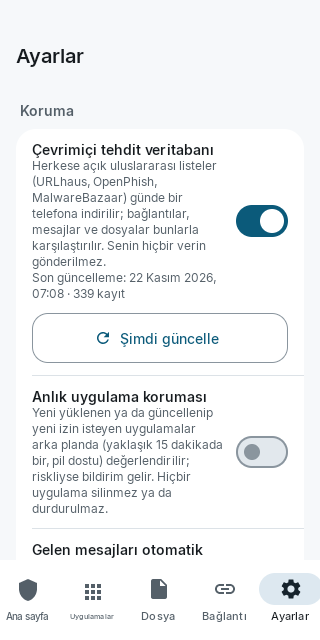 Ayarlar
Koruma
Çevrimiçi tehdit veritabanı
Herkese açık uluslararası listeler
(URLhaus, OpenPhish,
MalwareBazaar) günde bir
telefona indirilir; bağlantılar,
mesajlar ve dosyalar bunlarla
karşılaştırılır. Senin hiçbir verin
gönderilmez.
Son güncelleme: 22 Kasım 2026,
07:08 · 339 kayıt
Şimdi güncelle
Anlık uygulama koruması
Yeni yüklenen ya da güncellenip
yeni izin isteyen uygulamalar
arka planda (yaklaşık 15 dakikada
bir, pil dostu) değerlendirilir;
riskliyse bildirim gelir. Hiçbir
uygulama silinmez ya da
durdurulmaz.
Gelen mesajları otomatik
Ana sayfa
Uygulamalar
Dosya
Bağlantı
Ayarlar